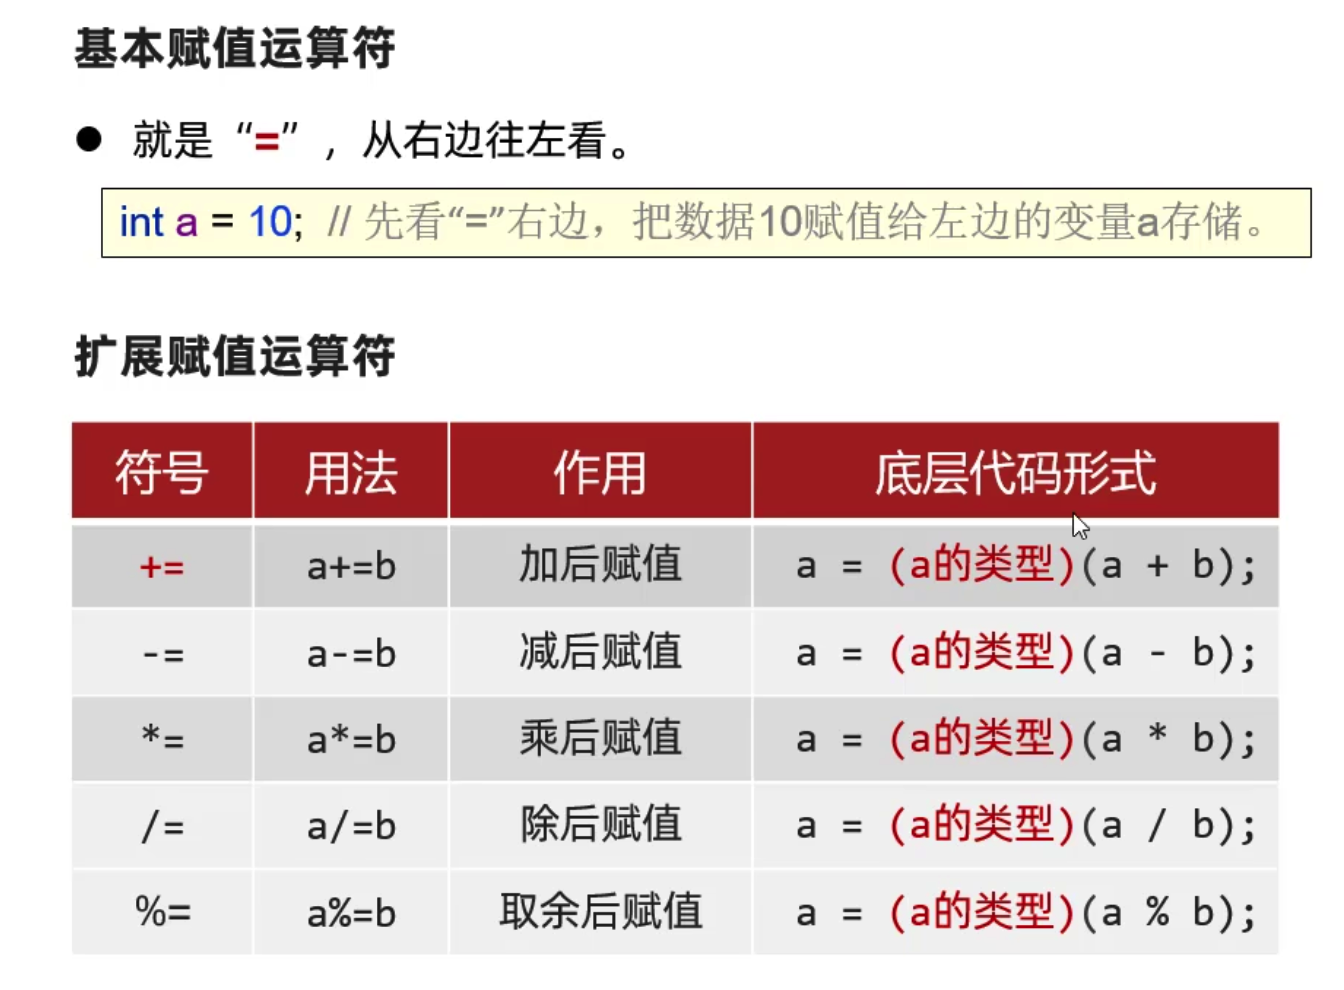 基本赋值运算符
● 就是“=”，从右边往左看。
int a = 10; // 先看“=”右边，把数据10赋值给左边的变量a存储。
扩展赋值运算符
符号 用法 作用 底层代码形式
+= a+=b 加后赋值 a = (a的类型)(a + b);
-= a-=b 减后赋值 a = (a的类型)(a - b);
*= a*=b 乘后赋值 a = (a的类型)(a * b);
/= a/=b 除后赋值 a = (a的类型)(a / b);
%= a%=b 取余后赋值 a = (a的类型)(a % b);